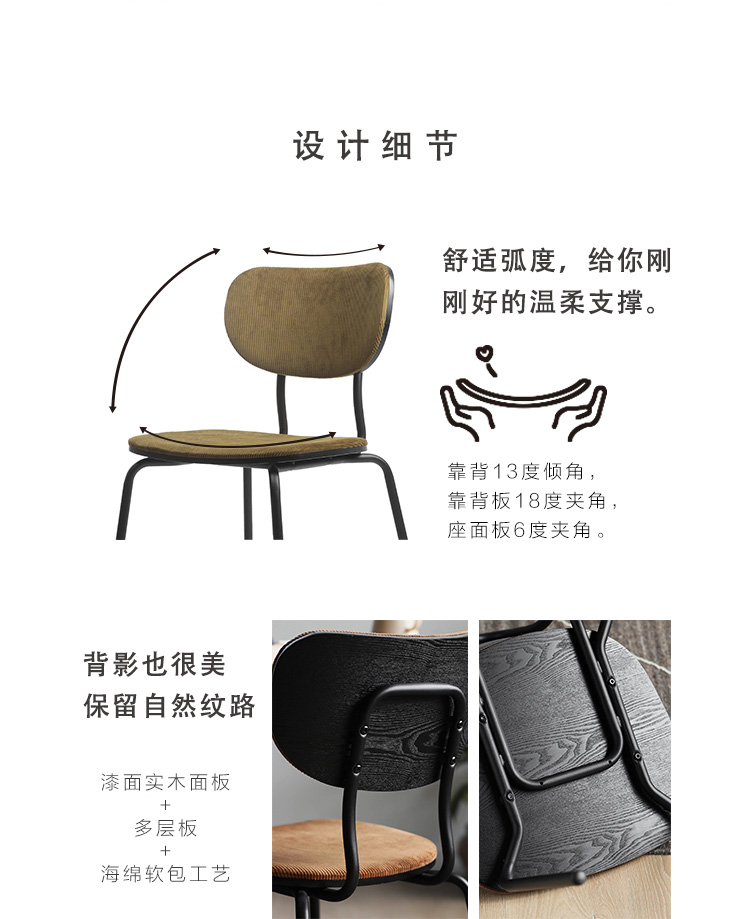 设计细节
舒适弧度，给你刚
刚好的温柔支撑。
靠背13度倾角，
靠背板18度夹角，
座面板6度夹角。
背影也很美
保留自然纹路
漆面实木面板
+
多层板
+
海绵软包工艺